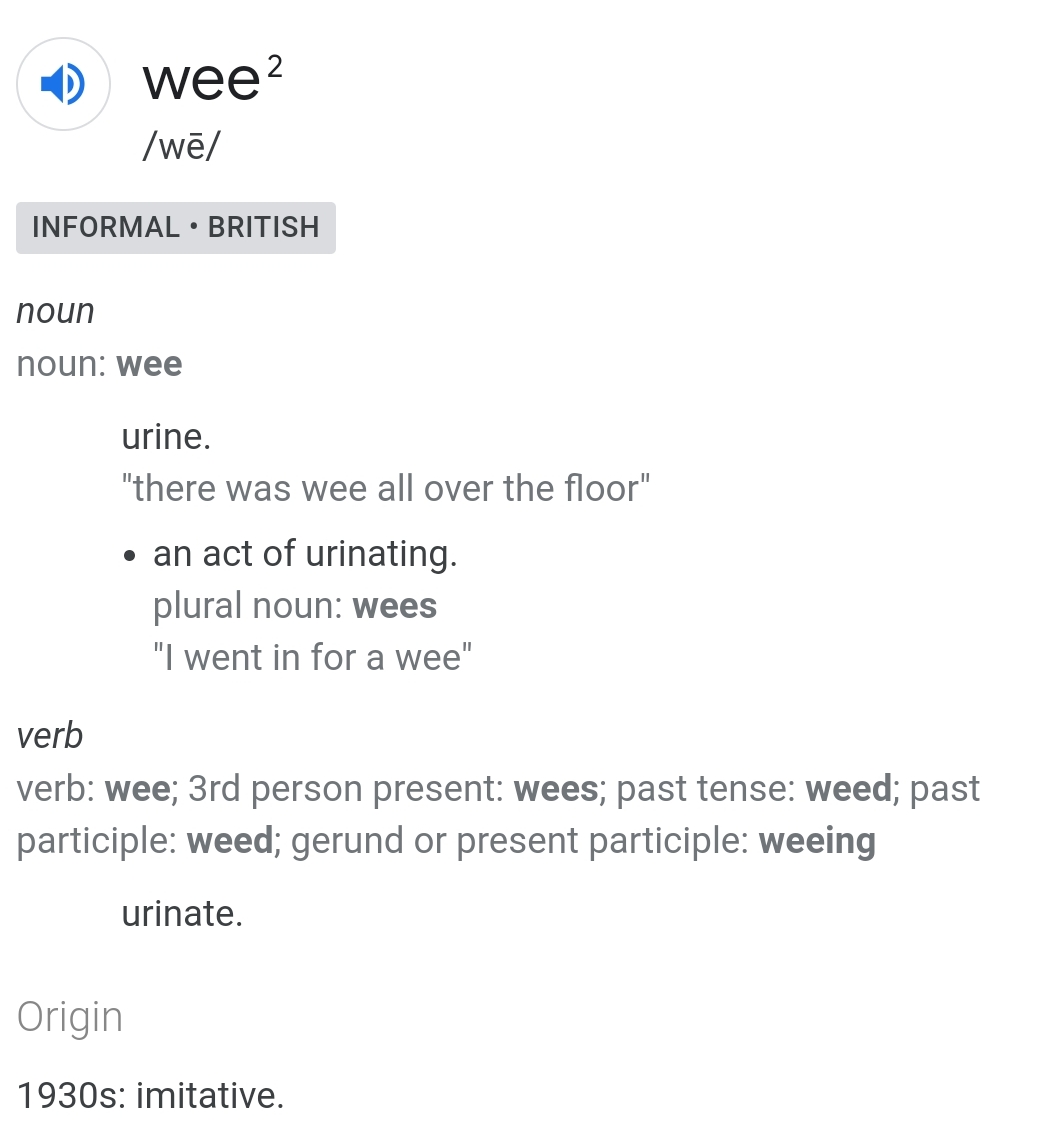 wee²
/wē/
INFORMAL • BRITISH
noun
noun: wee
urine.
"there was wee all over the floor"
• an act of urinating.
plural noun: wees
"I went in for a wee"
verb
verb: wee; 3rd person present: wees; past tense: weed; past
participle: weed; gerund or present participle: weeing
urinate.
Origin
1930s: imitative.